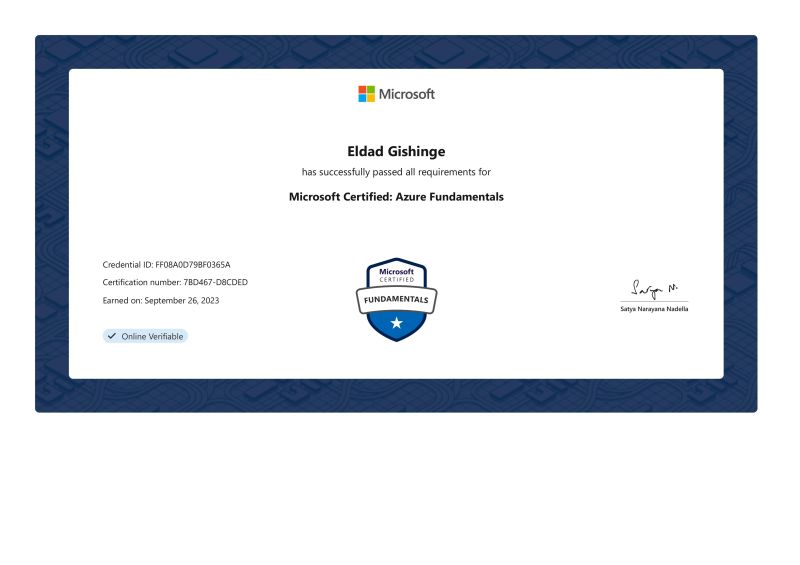 Microsoft
Eldad Gishinge
has successfully passed all requirements for
Microsoft Certified: Azure Fundamentals
Credential ID: FF08A0D79BF0365A
Certification number: 7BD467-D8CDED
Earned on: September 26, 2023
Online Verifiable
Microsoft
CERTIFIED
FUNDAMENTALS
Satya N.
Satya Narayana Nadella